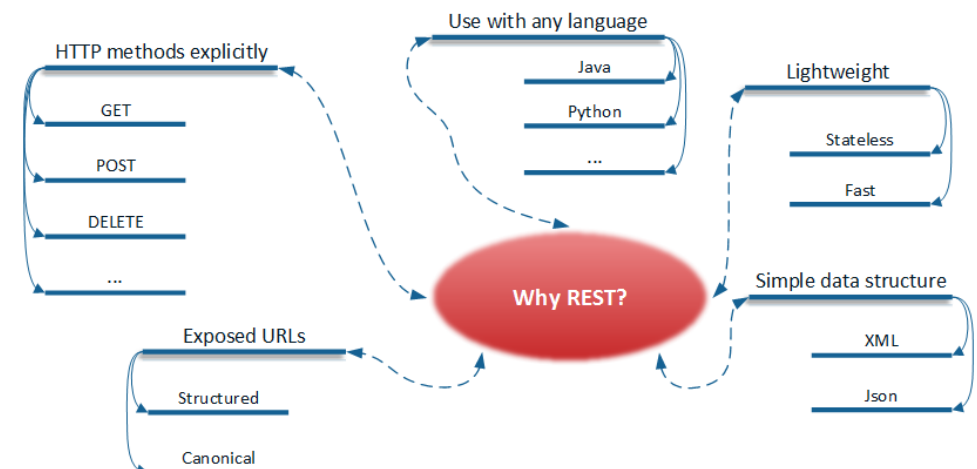 Use with any language
Java
Python
...
HTTP methods explicitly
GET
POST
DELETE
...
Lightweight
Stateless
Fast
Why REST?
Simple data structure
XML
Json
Exposed URLs
Structured
Canonical